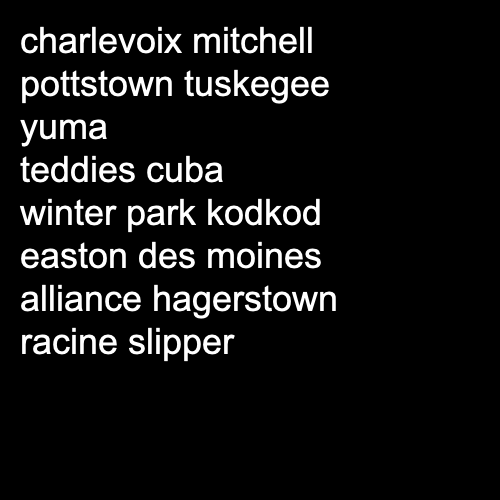 charlevoix mitchell
pottstown tuskegee
yuma
teddies cuba
winter park kodkod
easton des moines
alliance hagerstown
racine slipper